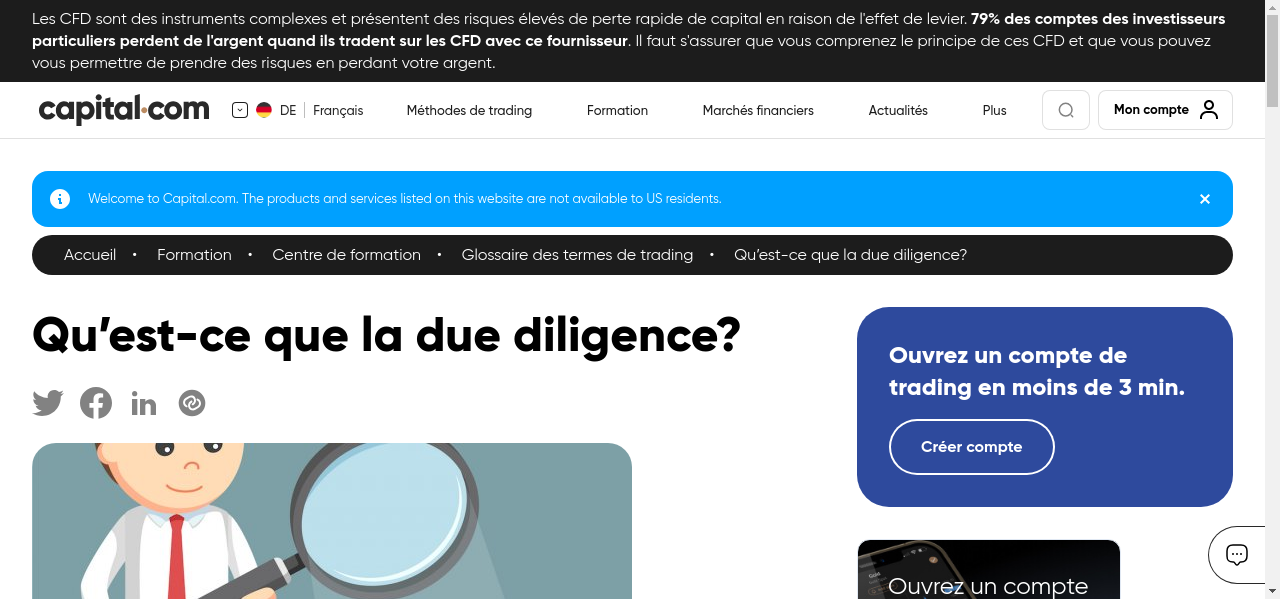 Les CFD sont des instruments complexes et présentent des risques élevés de perte rapide de capital en raison de l'effet de levier. 79% des comptes des investisseurs
particuliers perdent de l'argent quand ils tradent sur les CFD avec ce fournisseur. Il faut s'assurer que vous comprenez le principe de ces CFD et que vous pouvez
vous permettre de prendre des risques en perdant votre argent.
capital.com DE Français Méthodes de trading Formation Marchés financiers Actualités Plus Mon compte
Welcome to Capital.com. The products and services listed on this website are not available to US residents.
Accueil • Formation • Centre de formation • Glossaire des termes de trading • Qu’est-ce que la due diligence?
Qu’est-ce que la due diligence?
Ouvrez un compte de
trading en moins de 3 min.
Créer compte
Ouvrez un compte